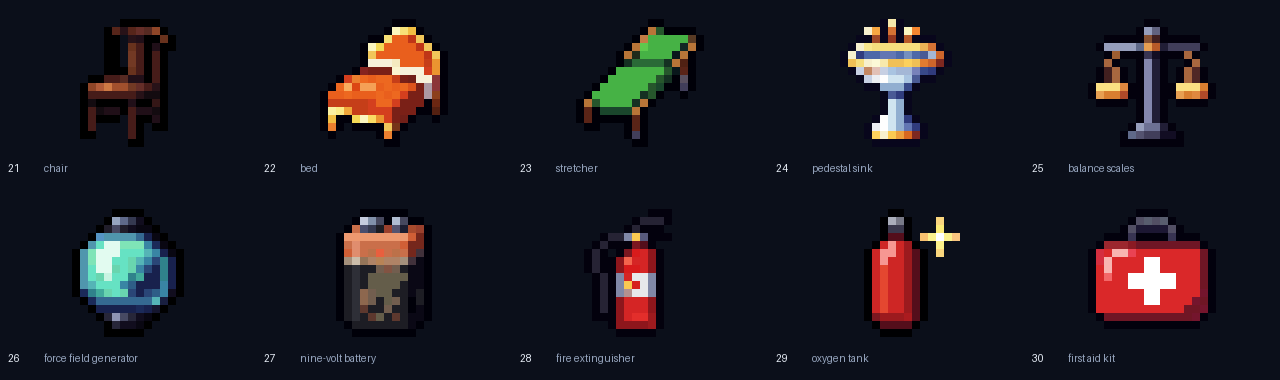 21 chair
22 bed
23 stretcher
24 pedestal sink
25 balance scales
26 force field generator
27 nine-volt battery
28 fire extinguisher
29 oxygen tank
30 first aid kit